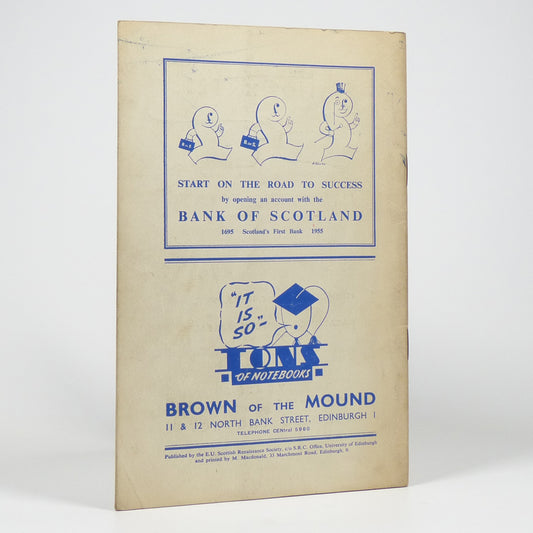 START ON THE ROAD TO SUCCESS
by opening an account with the
BANK OF SCOTLAND
1695 Scotland's First Bank 1955
"IT
IS
SO"
TONS
OF NOTEBOOKS
BROWN OF THE MOUND
11 & 12 NORTH BANK STREET, EDINBURGH 1
TELEPHONE CENtral 5980
Published by the E.U. Scottish Renaissance Society, c/o S.R.C. Office, University of Edinburgh
and printed by M. Macdonald, 33 Marchmont Road, Edinburgh, 9